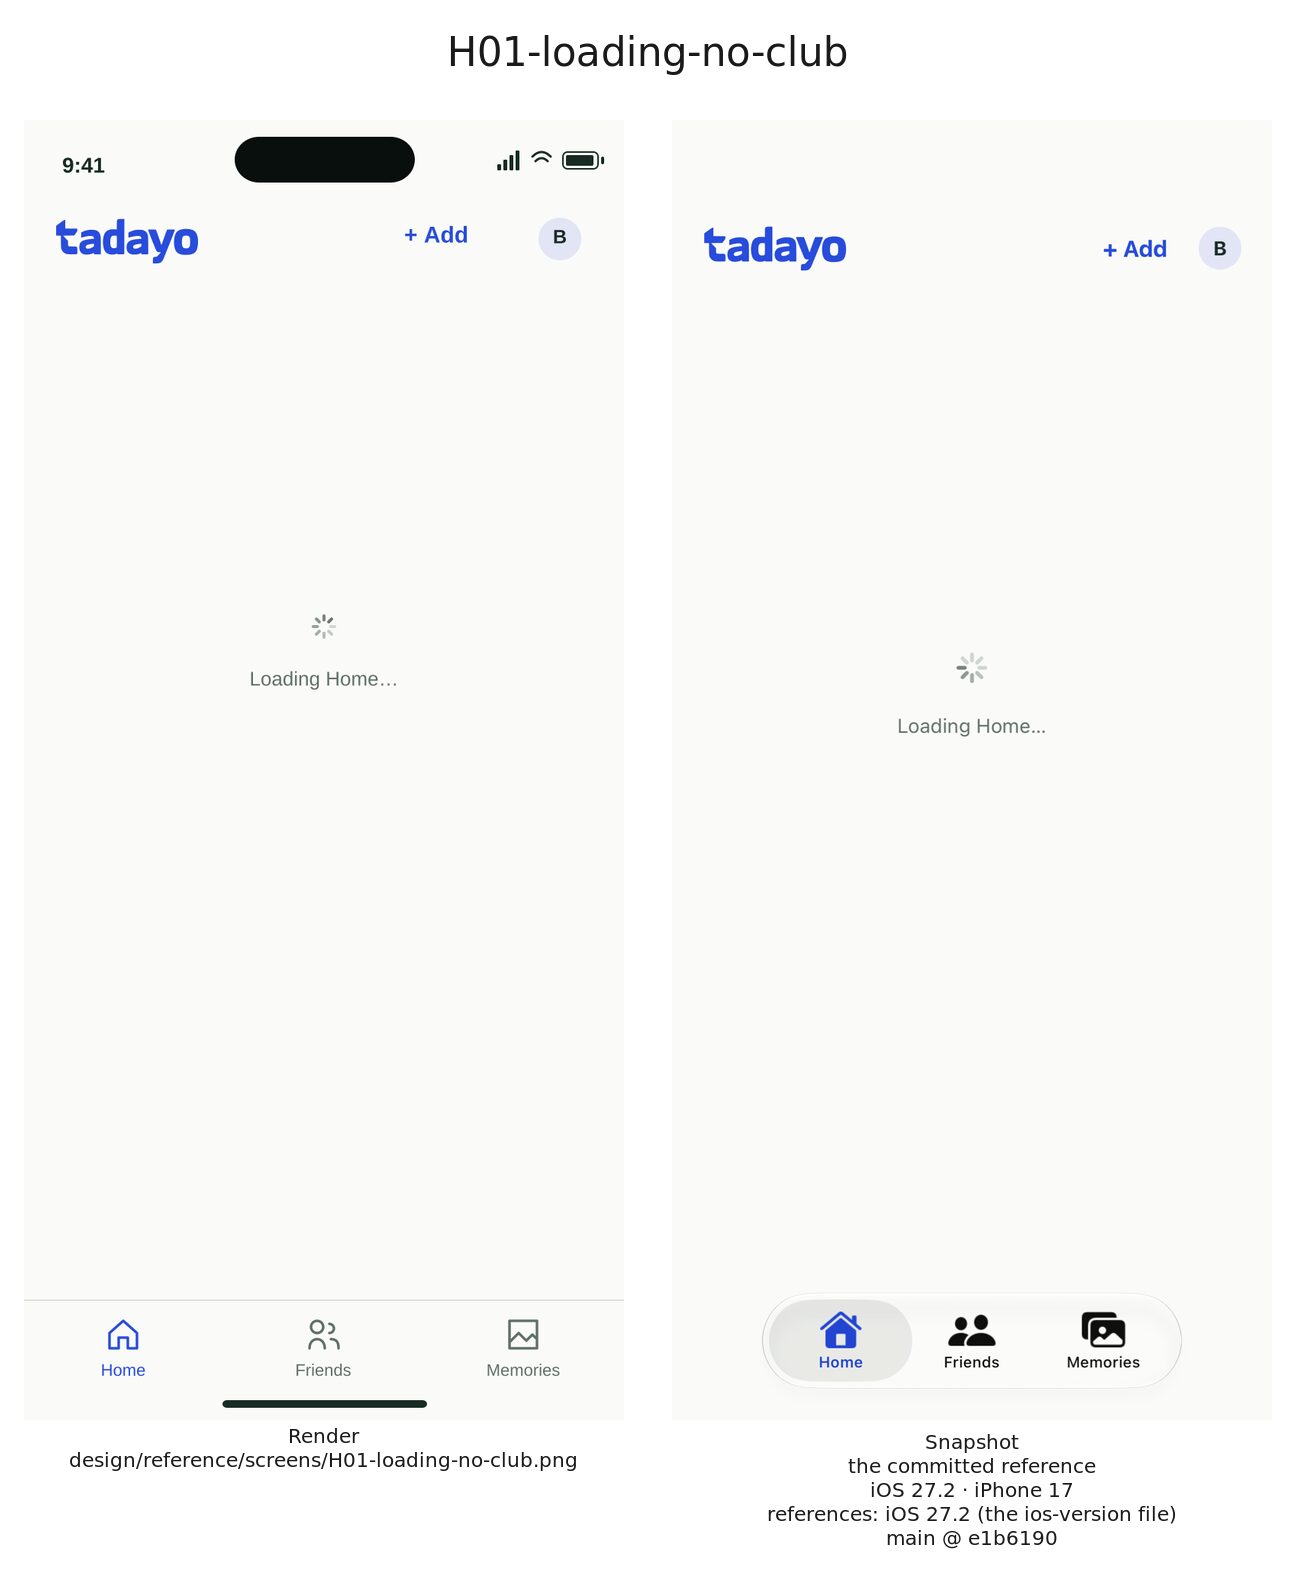 H01-loading-no-club
9:41
tadayo
+ Add
B
Loading Home...
Home
Friends
Memories
Render
design/reference/screens/H01-loading-no-club.png
tadayo
+ Add
B
Loading Home...
Home
Friends
Memories
Snapshot
the committed reference
iOS 27.2 · iPhone 17
references: iOS 27.2 (the ios-version file)
main @ e1b6190